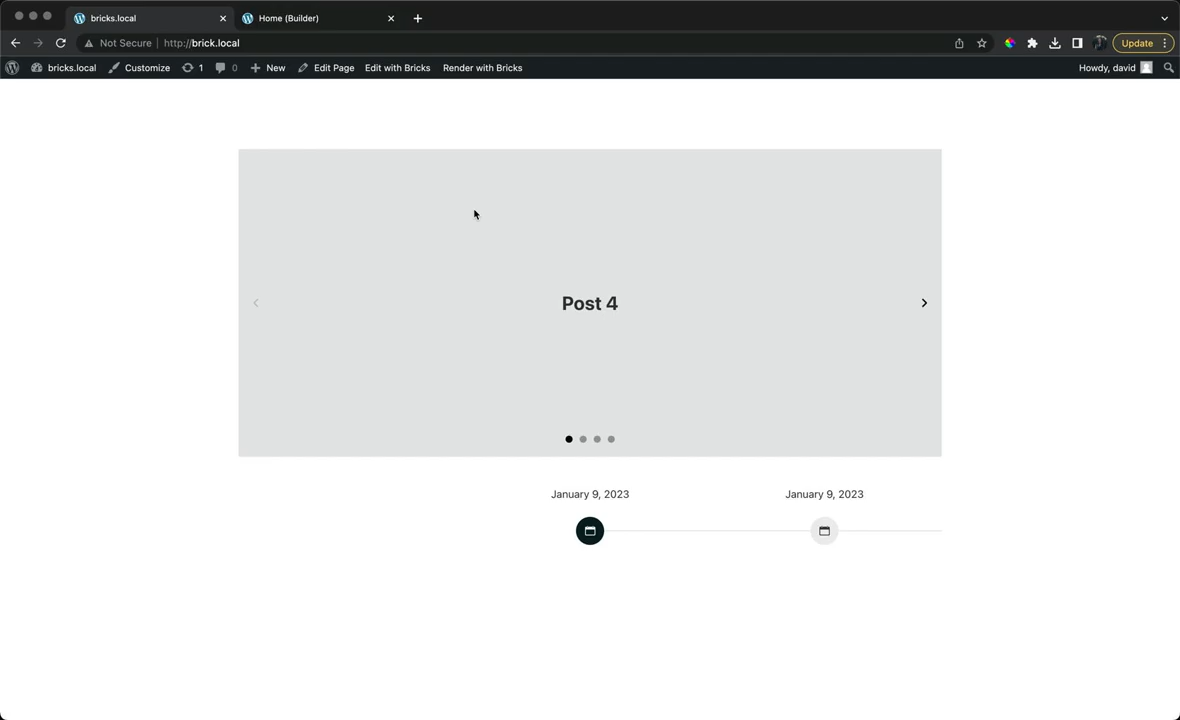 bricks.local
Home (Builder)
Not Secure
http://brick.local
Update
bricks.local
Customize
1
0
New
Edit Page
Edit with Bricks
Render with Bricks
Howdy, david
Post 4
January 9, 2023
January 9, 2023